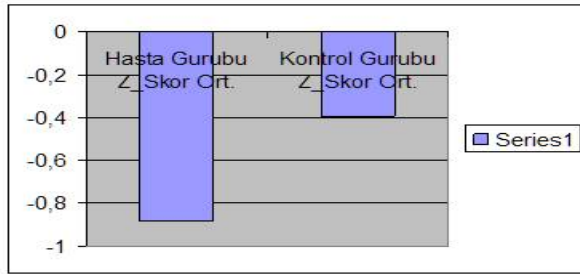 0
-0,2
-0,4
-0,6
-0,8
-1
Hasta Gurubu
Z_Skor Ort.
Kontrol Gurubu
Z_Skor Ort.
Series1